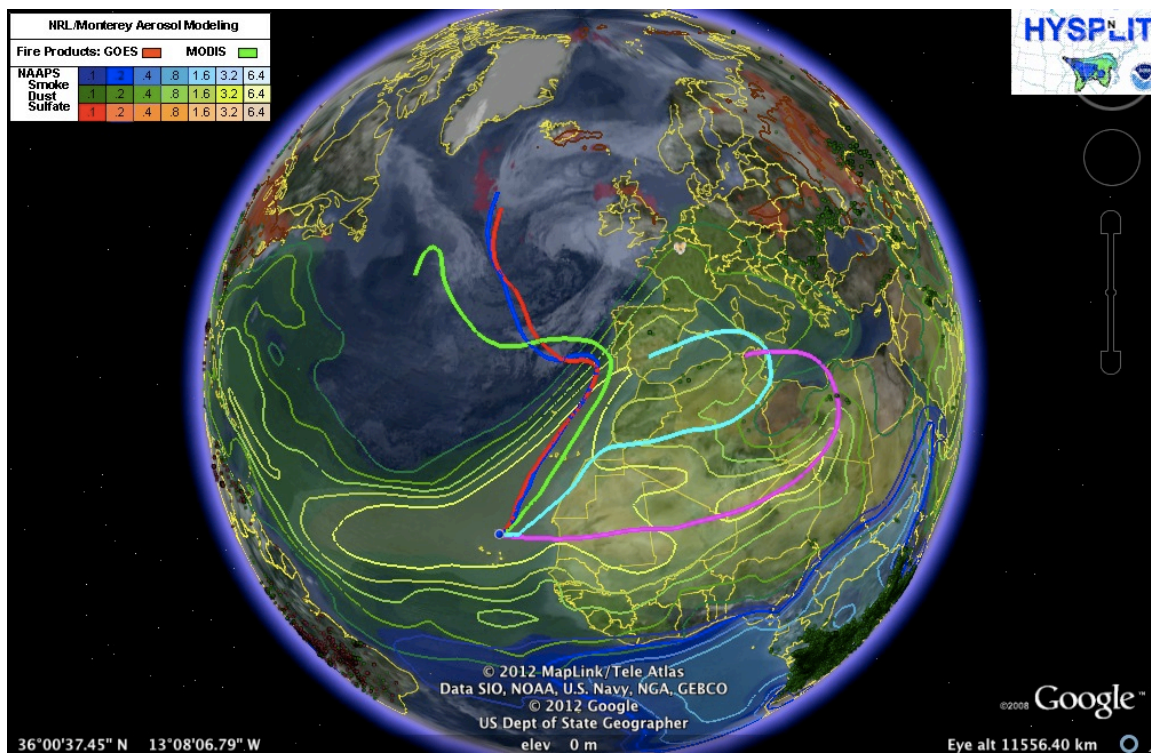 NRL/Monterey Aerosol Modeling
Fire Products: GOES MODIS
NAAPS
Smoke .1 .2 .4 .8 1.6 3.2 6.4
Dust .1 .2 .4 .8 1.6 3.2 6.4
Sulfate .1 .2 .4 .8 1.6 3.2 6.4
HYSPLIT
N
© 2012 MapLink/Tele Atlas
Data SIO, NOAA, U.S. Navy, NGA, GEBCO
© 2012 Google
US Dept of State Geographer
©2008 Google™
36°00'37.45" N 13°08'06.79" W
elev 0 m
Eye alt 11556.40 km